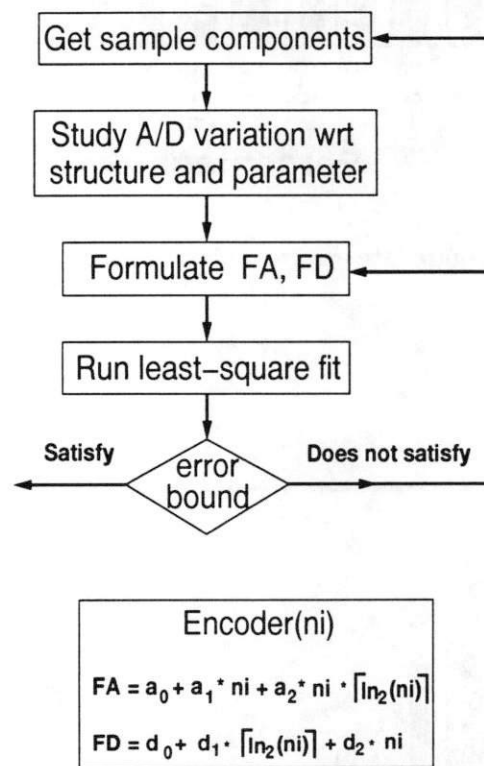 Get sample components
Study A/D variation wrt
structure and parameter
Formulate FA, FD
Run least-square fit
Satisfy
error
bound
Does not satisfy
Encoder(ni)
FA = a₀ + a₁ * ni + a₂ * ni · ⌈ln₂(ni)⌉
FD = d₀ + d₁ · ⌈ln₂(ni)⌉ + d₂ · ni